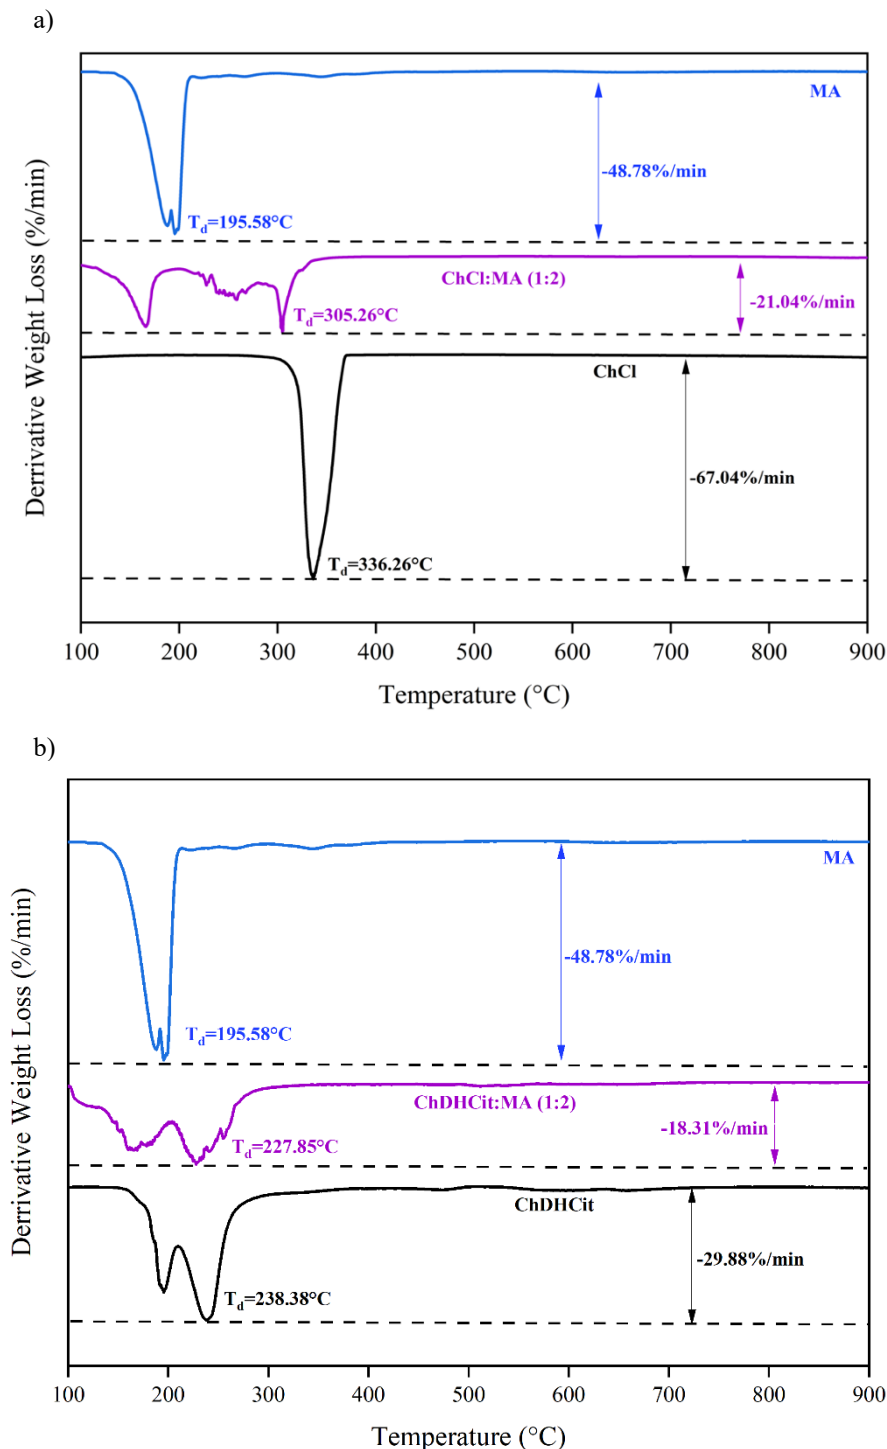 a)
MA
-48.78%/min
T_d=195.58°C
ChCl:MA (1:2)
-21.04%/min
T_d=305.26°C
ChCl
-67.04%/min
T_d=336.26°C
Derrivative Weight Loss (%/min)
100 200 300 400 500 600 700 800 900
Temperature (°C)
b)
MA
-48.78%/min
T_d=195.58°C
ChDHCit:MA (1:2)
-18.31%/min
T_d=227.85°C
ChDHCit
-29.88%/min
T_d=238.38°C
Derrivative Weight Loss (%/min)
100 200 300 400 500 600 700 800 900
Temperature (°C)